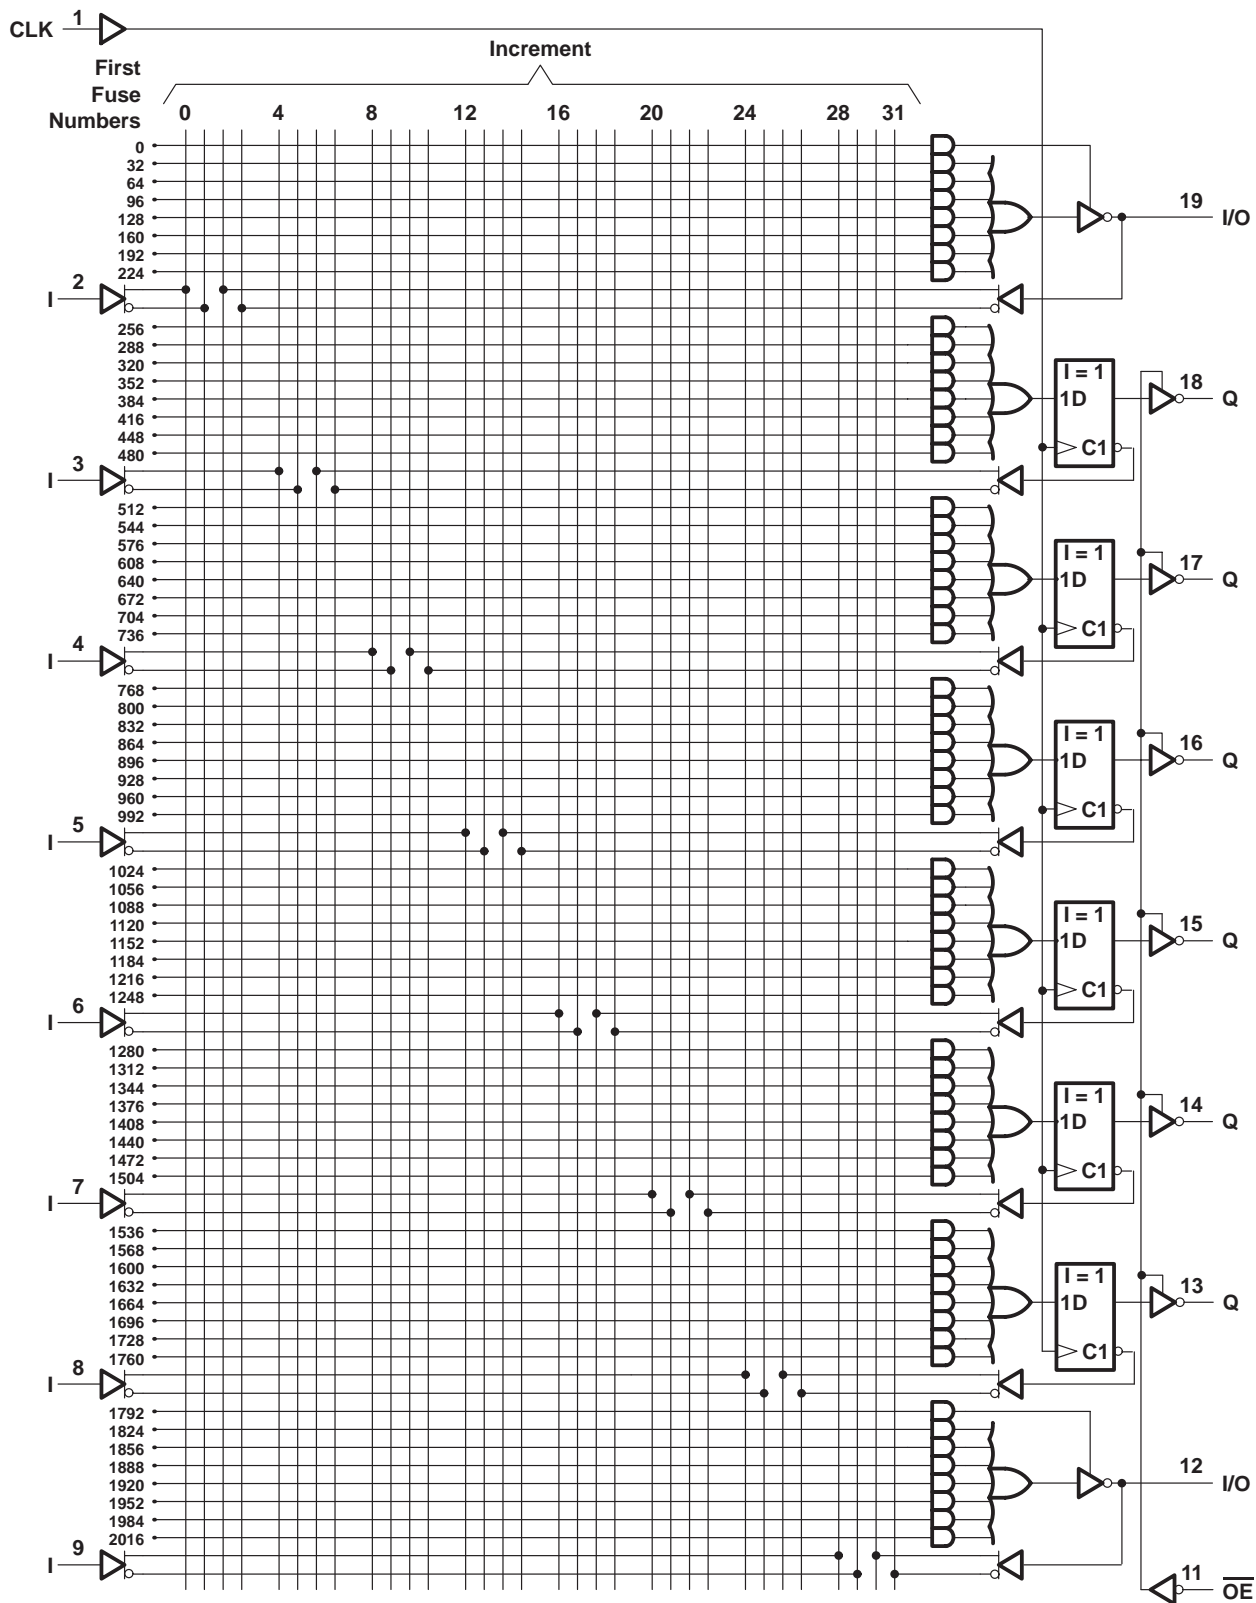 CLK 1
Increment
First
Fuse
Numbers
0 4 8 12 16 20 24 28 31
0
32
64
96
128
160
192
224
19 I/O
I 2
256
288
320
352
384
416
448
480
I = 1
1D
C1
18 Q
I 3
512
544
576
608
640
672
704
736
I = 1
1D
C1
17 Q
I 4
768
800
832
864
896
928
960
992
I = 1
1D
C1
16 Q
I 5
1024
1056
1088
1120
1152
1184
1216
1248
I = 1
1D
C1
15 Q
I 6
1280
1312
1344
1376
1408
1440
1472
1504
I = 1
1D
C1
14 Q
I 7
1536
1568
1600
1632
1664
1696
1728
1760
I = 1
1D
C1
13 Q
I 8
1792
1824
1856
1888
1920
1952
1984
2016
12 I/O
I 9
11 OE